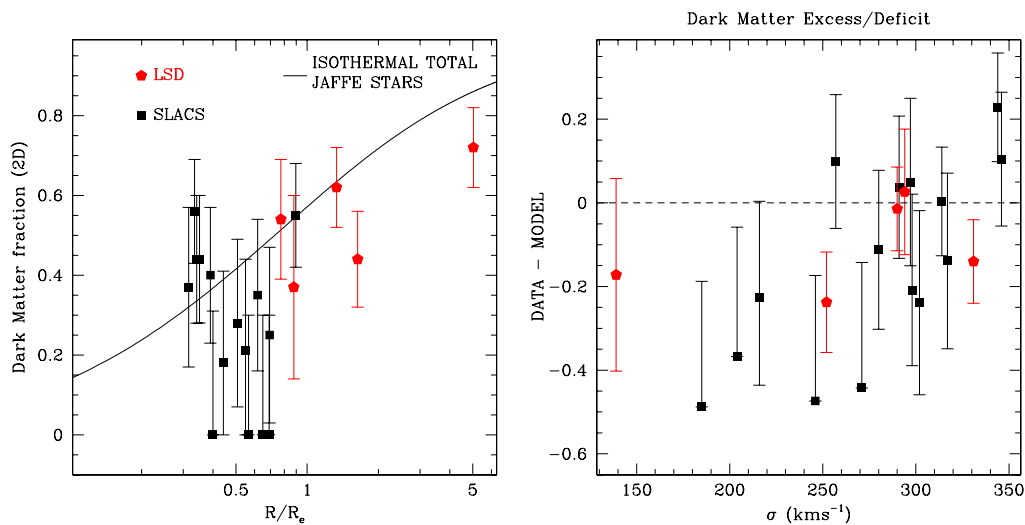 Dark Matter Excess/Deficit
LSD
SLACS
ISOTHERMAL TOTAL
JAFFE STARS
Dark Matter fraction (2D)
0.8
0.6
0.4
0.2
0
0.5
1
5
R/Rₑ
DATA − MODEL
0.2
0
−0.2
−0.4
−0.6
150
200
250
300
350
σ (kms⁻¹)